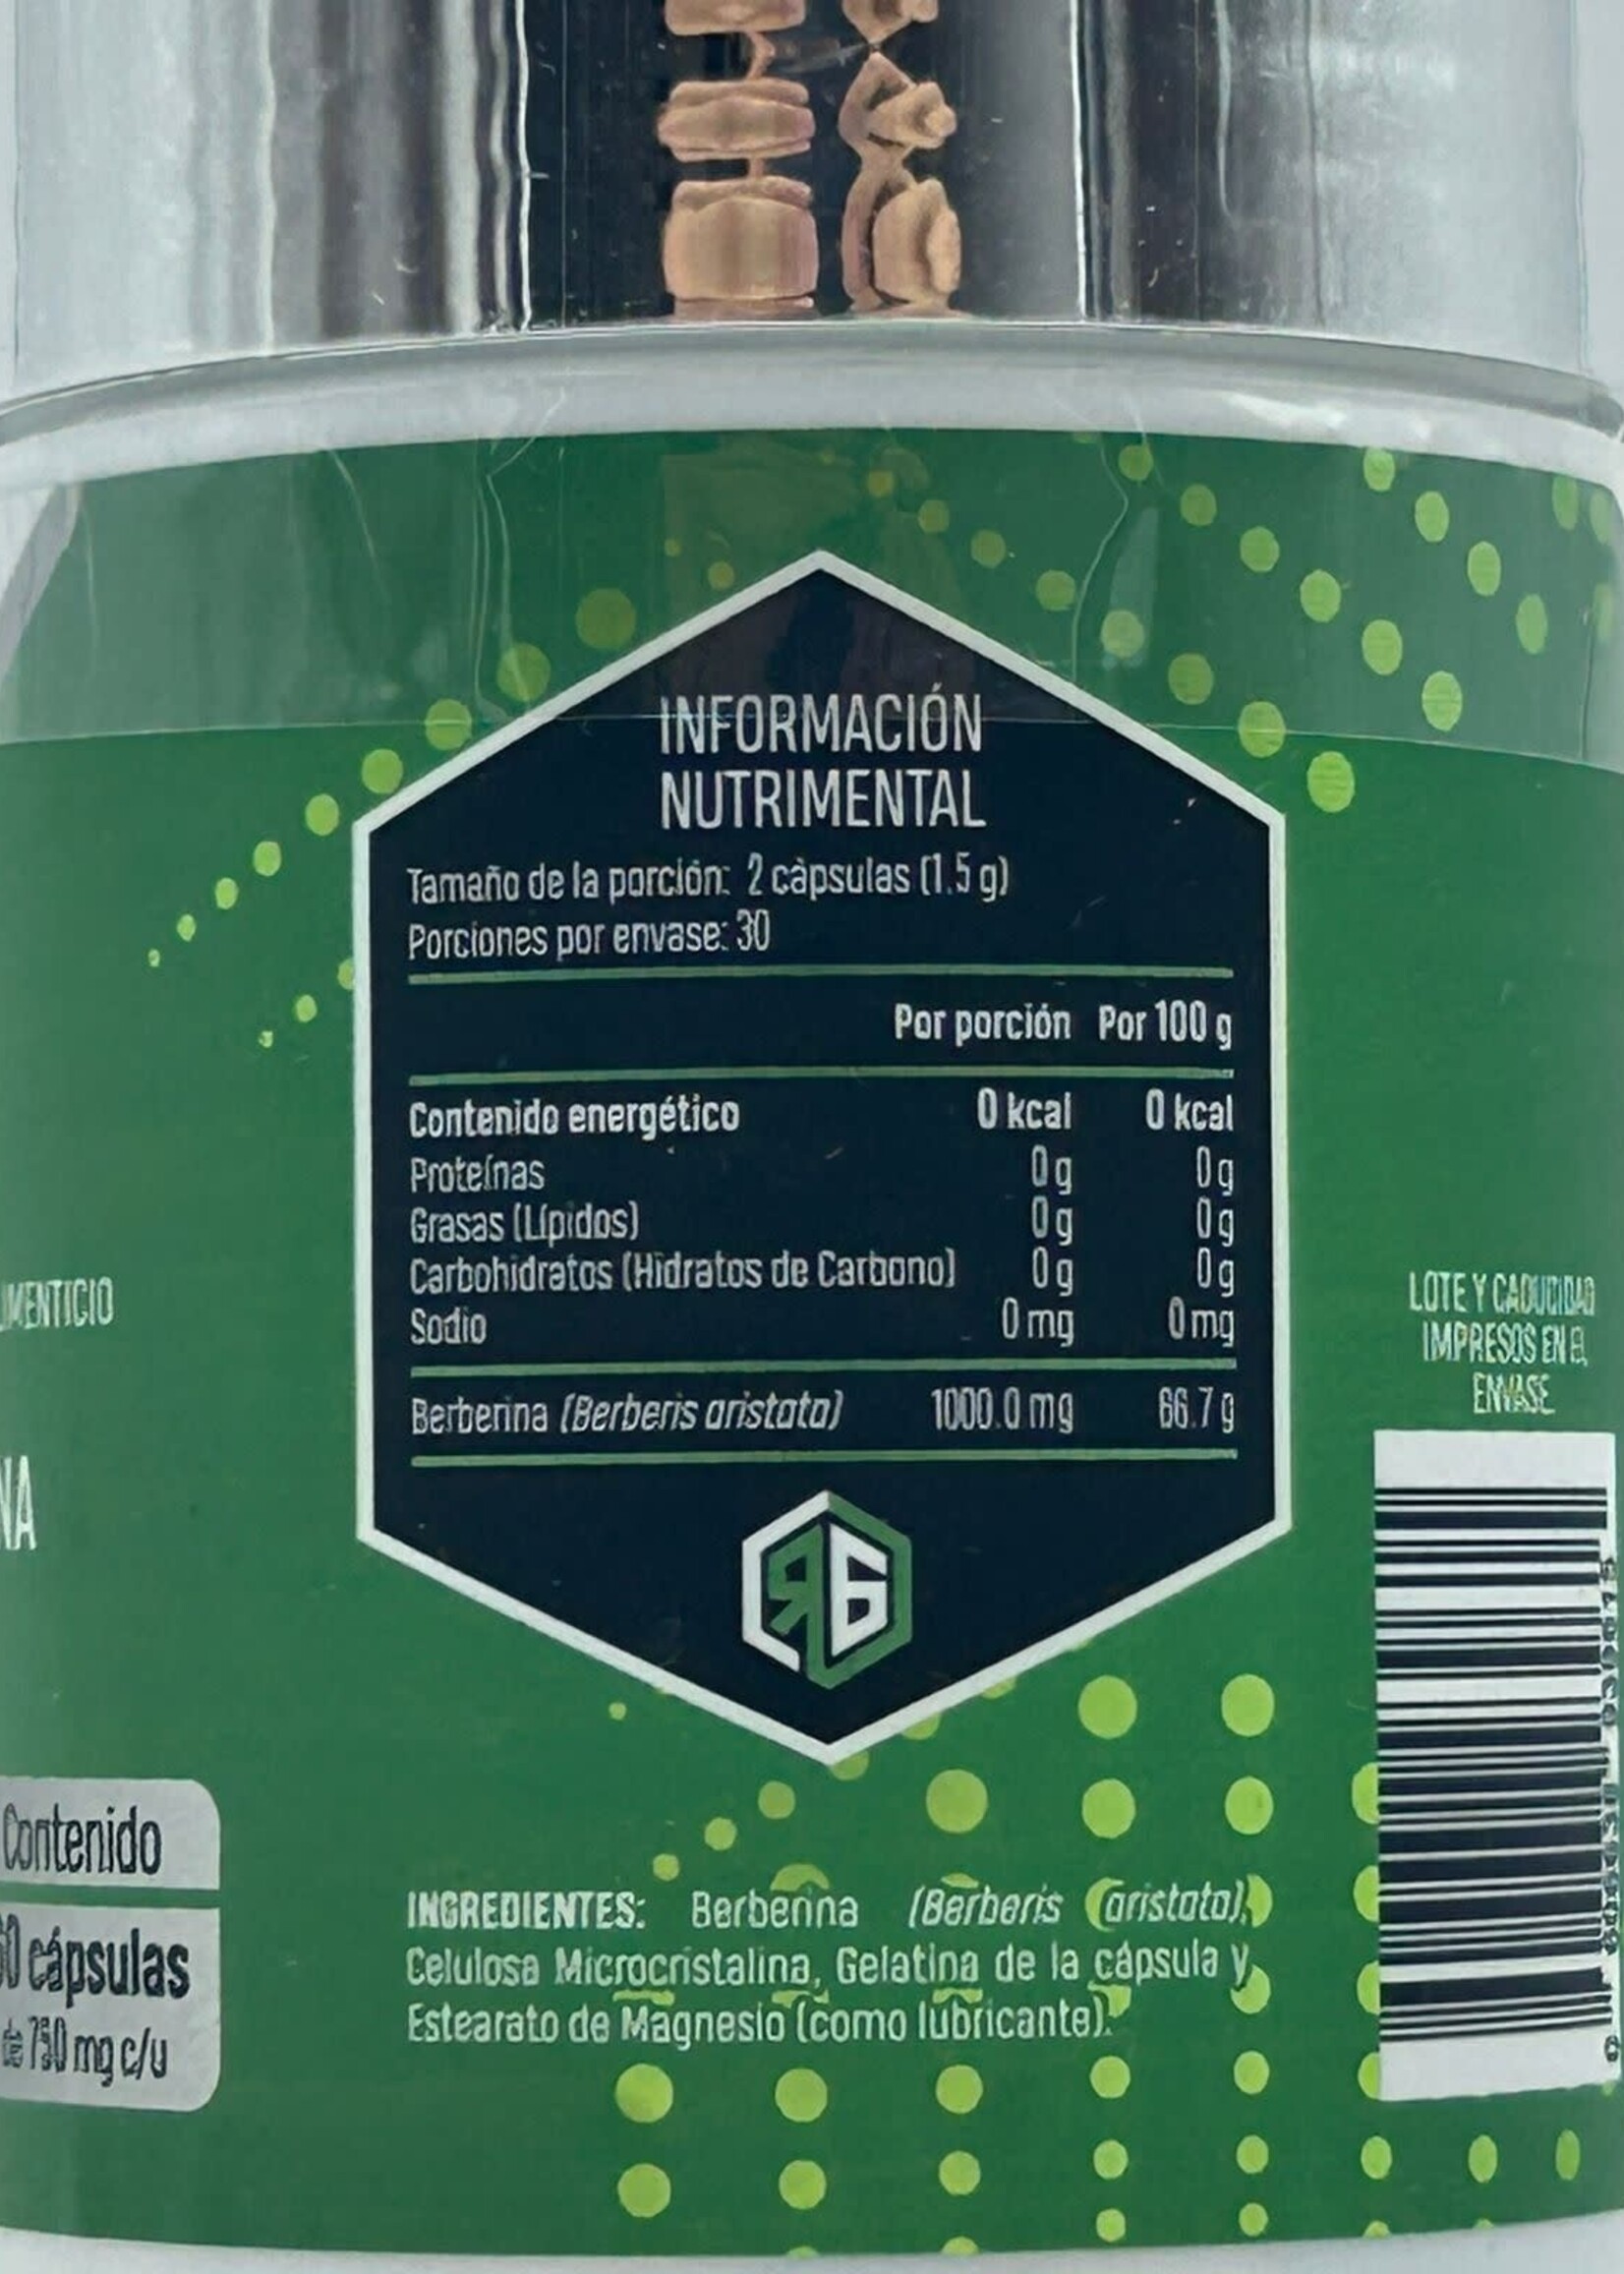 INFORMACIÓN
NUTRIMENTAL
Tamaño de la porción: 2 càpsulas (1.5 g)
Porciones por envase: 30
Por porción Por 100 g
Contenido energético 0 kcal 0 kcal
Proteínas 0 g 0 g
Grasas (Lípidos) 0 g 0 g
Carbohidratos (Hidratos de Carbono) 0 g 0 g
Sodio 0 mg 0 mg
Berberina (Berberis aristata) 1000.0 mg 66.7 g
INGREDIENTES: Berberina (Berberis aristata),
Celulosa Microcristalina, Gelatina de la cápsula y
Estearato de Magnesio (como lubricante).
IMENTICIO
NA
Contenido
0 cápsulas
de 750 mg c/u
LOTE Y CADUCIDAD
IMPRESOS EN EL
ENVASE